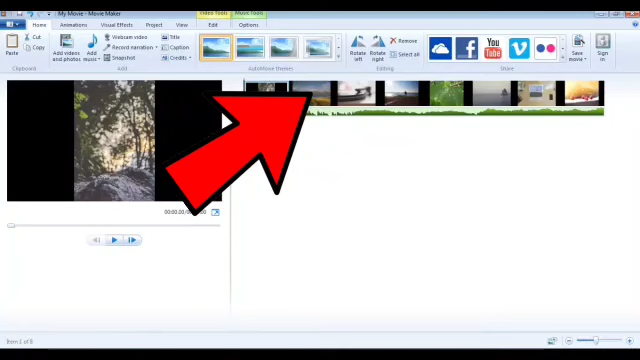 My Movie - Movie Maker
Video Tools
Music Tools
Home
Animations
Visual Effects
Project
View
Edit
Options
Paste
Cut
Copy
Clipboard
Add videos
and photos
Add
music
Webcam video
Record narration
Snapshot
Title
Caption
Credits
Add
AutoMovie themes
Rotate
left
Rotate
right
Remove
Select all
Editing
You
Tube
Share
Save
movie
Sign
in
Item 1 of 8